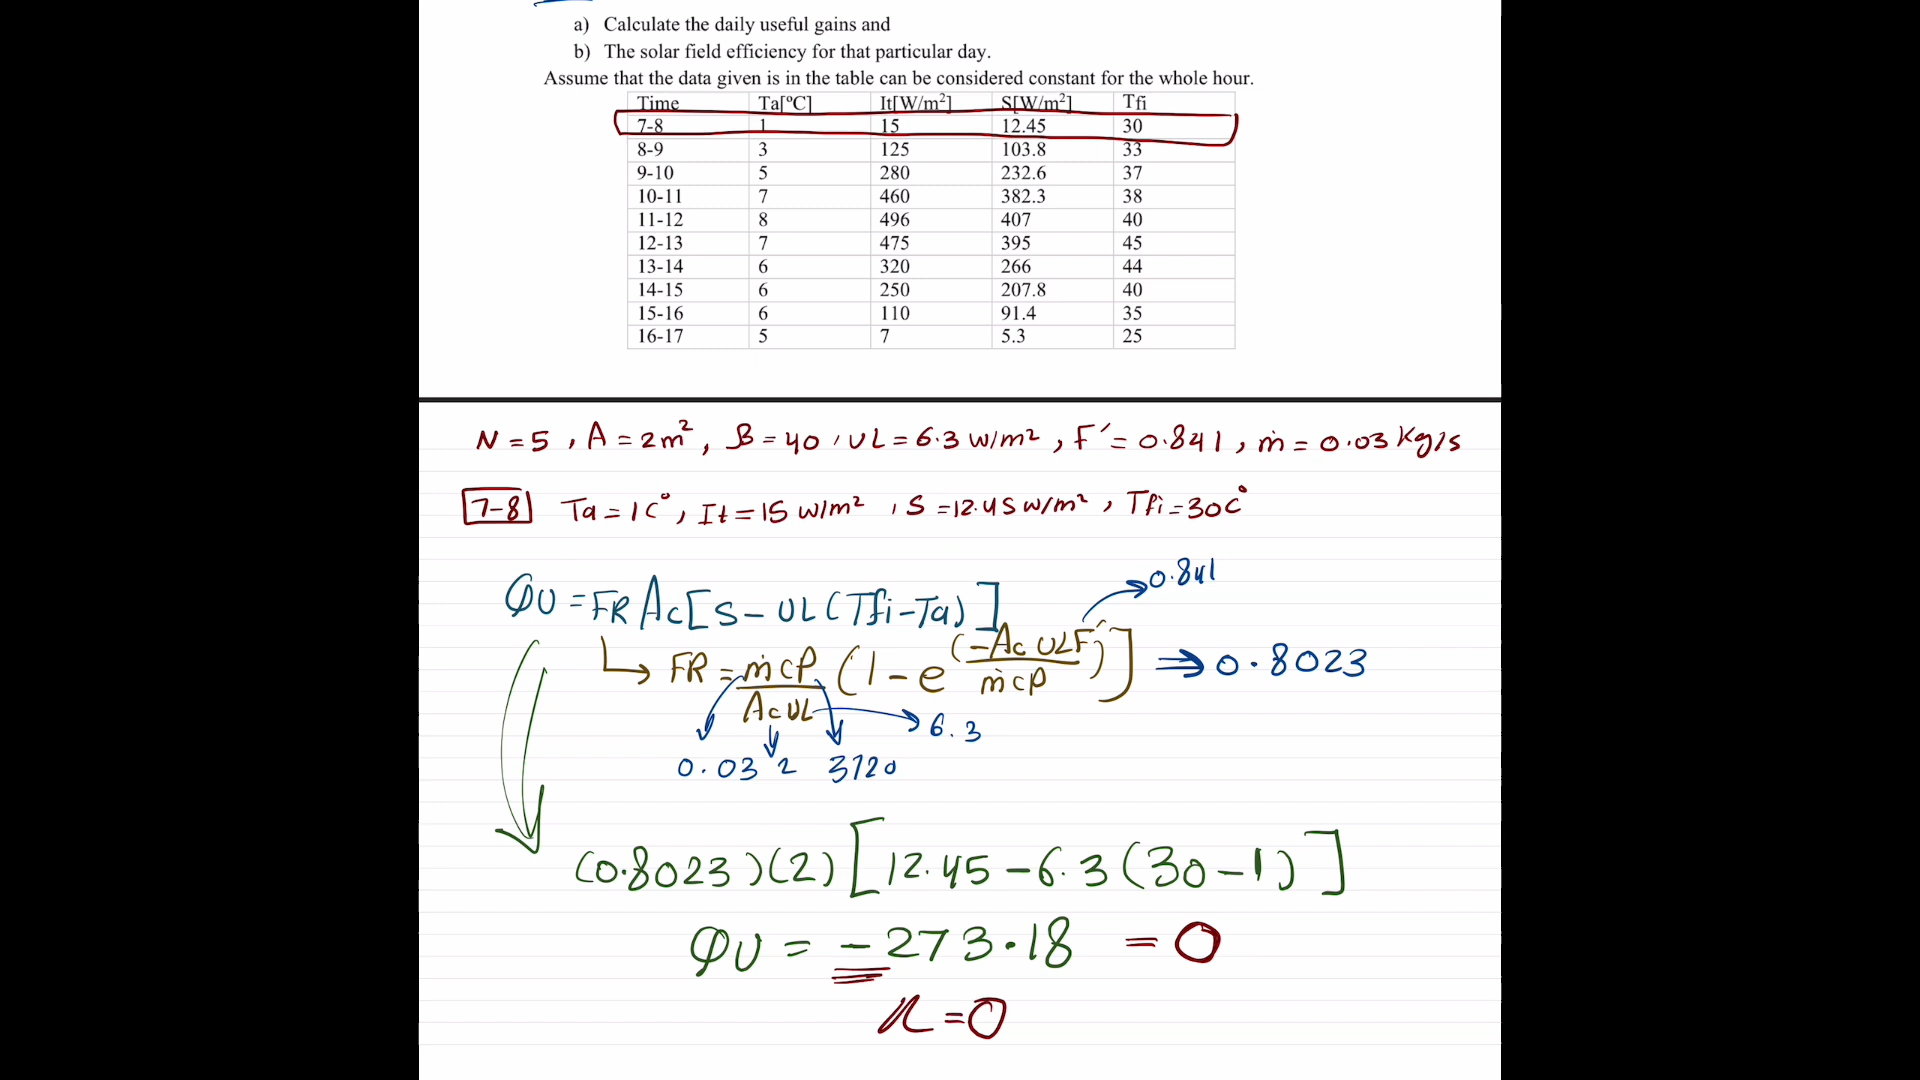 a) Calculate the daily useful gains and
b) The solar field efficiency for that particular day.
Assume that the data given is in the table can be considered constant for the whole hour.
Time Ta[ºC] It[W/m²] S[W/m²] Tfi
7-8 1 15 12.45 30
8-9 3 125 103.8 33
9-10 5 280 232.6 37
10-11 7 460 382.3 38
11-12 8 496 407 40
12-13 7 475 395 45
13-14 6 320 266 44
14-15 6 250 207.8 40
15-16 6 110 91.4 35
16-17 5 7 5.3 25
N = 5 , A = 2m² , β = 40 , UL = 6.3 w/m² , F′ = 0.841 , ṁ = 0.03 Kg/s
7-8 Ta = 1C° , It = 15 w/m² , S = 12.45 w/m² , Tfi = 30C°
0.841
QU = FR Ac [ S - UL (Tfi - Ta) ]
↳ FR = ṁcp / AcUL (1 - e^(-Ac UL F′ / ṁcp)] ⇒ 0.8023
6.3
0.03 2 3720
(0.8023)(2) [ 12.45 - 6.3 (30 - 1) ]
QU = -273.18 = 0
η = 0